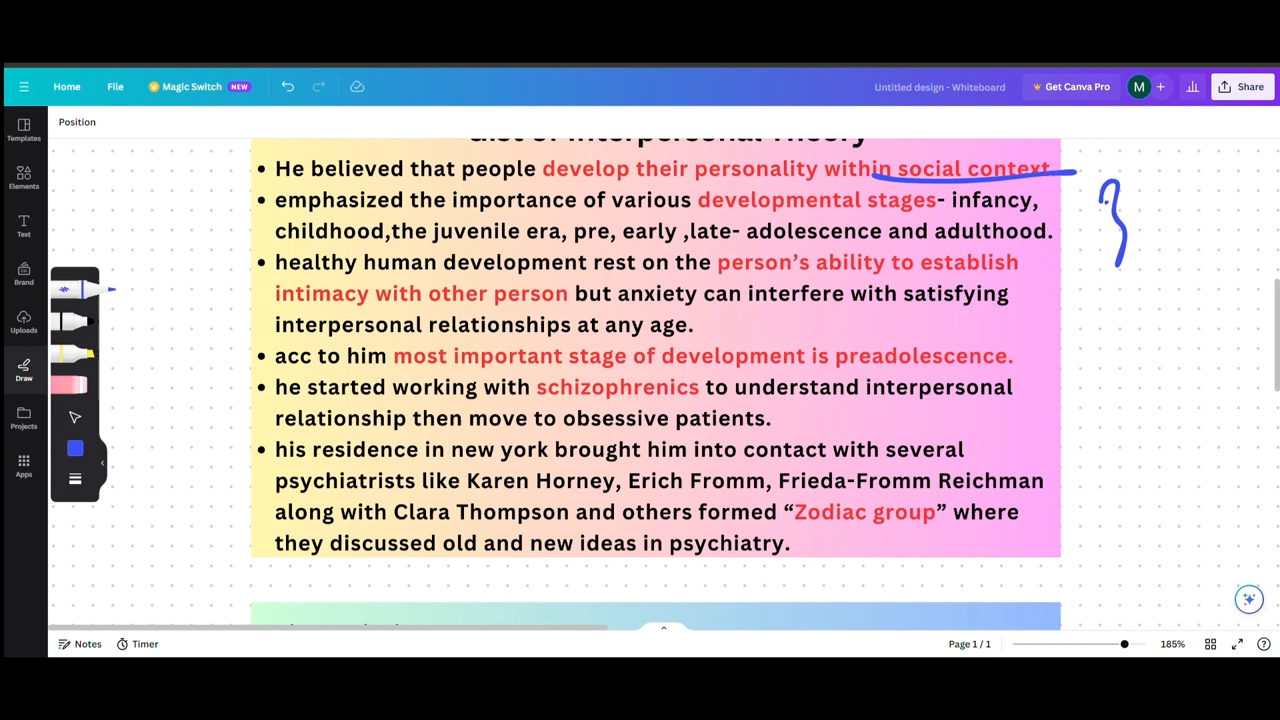 Home File Magic Switch NEW Untitled design - Whiteboard Get Canva Pro M + Share
Position
Templates
Elements
Text
Brand
Uploads
Draw
Projects
Apps
Gist of Interpersonal Theory
• He believed that people develop their personality within social context.
• emphasized the importance of various developmental stages- infancy,
childhood,the juvenile era, pre, early ,late- adolescence and adulthood.
• healthy human development rest on the person's ability to establish
intimacy with other person but anxiety can interfere with satisfying
interpersonal relationships at any age.
• acc to him most important stage of development is preadolescence.
• he started working with schizophrenics to understand interpersonal
relationship then move to obsessive patients.
• his residence in new york brought him into contact with several
psychiatrists like Karen Horney, Erich Fromm, Frieda-Fromm Reichman
along with Clara Thompson and others formed “Zodiac group” where
they discussed old and new ideas in psychiatry.
Notes Timer Page 1 / 1 185%